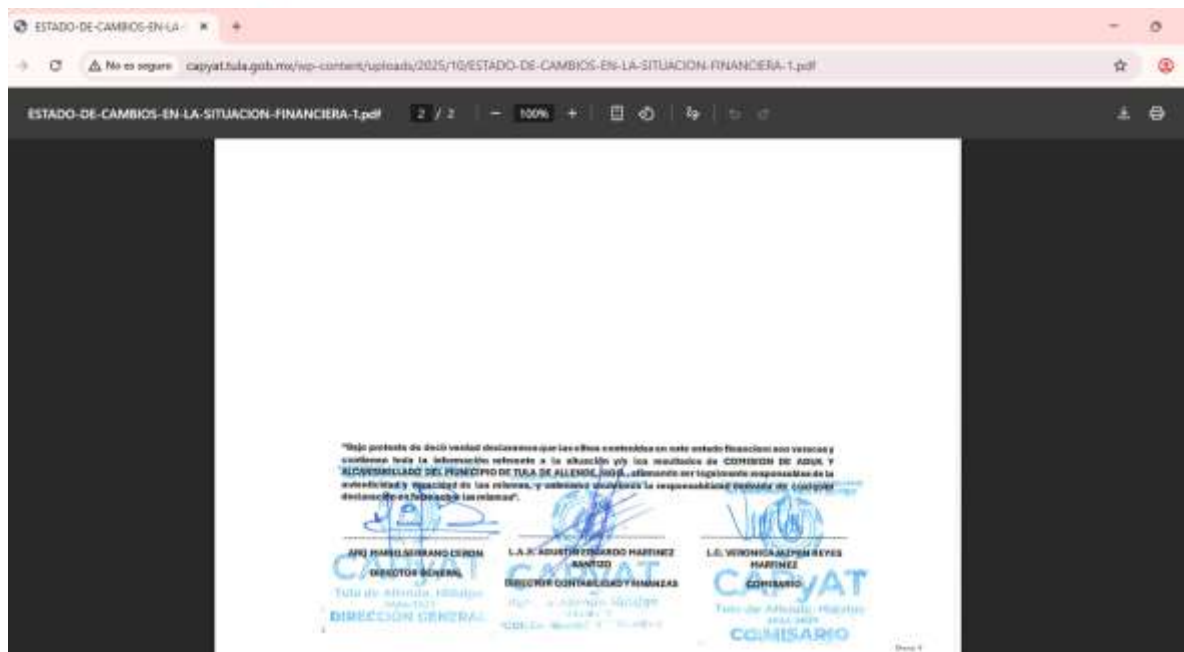 ESTADO-DE-CAMBIOS-EN-LA-
No es seguro capyat.tula.gob.mx/wp-content/uploads/2025/10/ESTADO-DE-CAMBIOS-EN-LA-SITUACION-FINANCIERA-1.pdf
ESTADO-DE-CAMBIOS-EN-LA-SITUACION-FINANCIERA-1.pdf 2 / 2 100%
"Bajo protesta de decir verdad declaramos que las cifras contenidas en este estado financiero son veraces y
contienen toda la información referente a la situación y/o los resultados de COMISION DE AGUA Y
ALCANTARILLADO DEL MUNICIPIO DE TULA DE ALLENDE, HGO., afirmando ser legalmente responsables de la
autenticidad y veracidad de las mismas, y asimismo asumimos la responsabilidad derivada de cualquier
declaración en falso sobre las mismas".
ARQ MARIO SERRANO CERON
DIRECTOR GENERAL
CAPyAT
Tula de Allende, Hidalgo
DIRECCIÓN GENERAL
L.A.P. AGUSTIN EDUARDO MARTINEZ
SANTIZO
DIRECTOR CONTABILIDAD Y FINANZAS
CAPyAT
L.C. VERONICA REYES
MARTINEZ
COMISARIO
CAPyAT
Tula de Allende, Hidalgo
COMISARIO